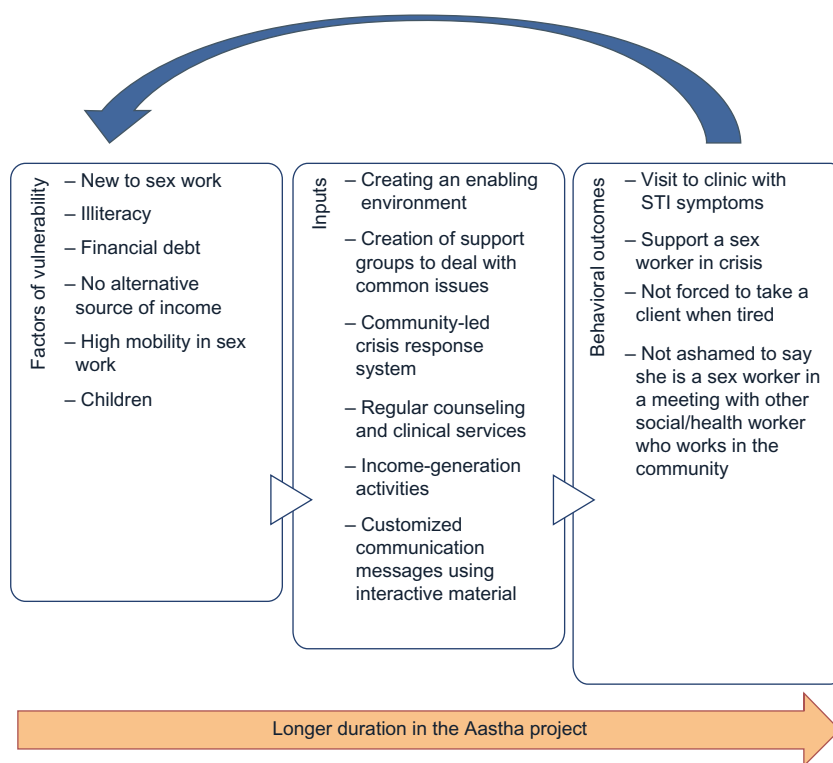 Factors of vulnerability
– New to sex work
– Illiteracy
– Financial debt
– No alternative
source of income
– High mobility in sex
work
– Children
Inputs
– Creating an enabling
environment
– Creation of support
groups to deal with
common issues
– Community-led
crisis response
system
– Regular counseling
and clinical services
– Income-generation
activities
– Customized
communication
messages using
interactive material
Behavioral outcomes
– Visit to clinic with
STI symptoms
– Support a sex
worker in crisis
– Not forced to take a
client when tired
– Not ashamed to say
she is a sex worker in
a meeting with other
social/health worker
who works in the
community
Longer duration in the Aastha project